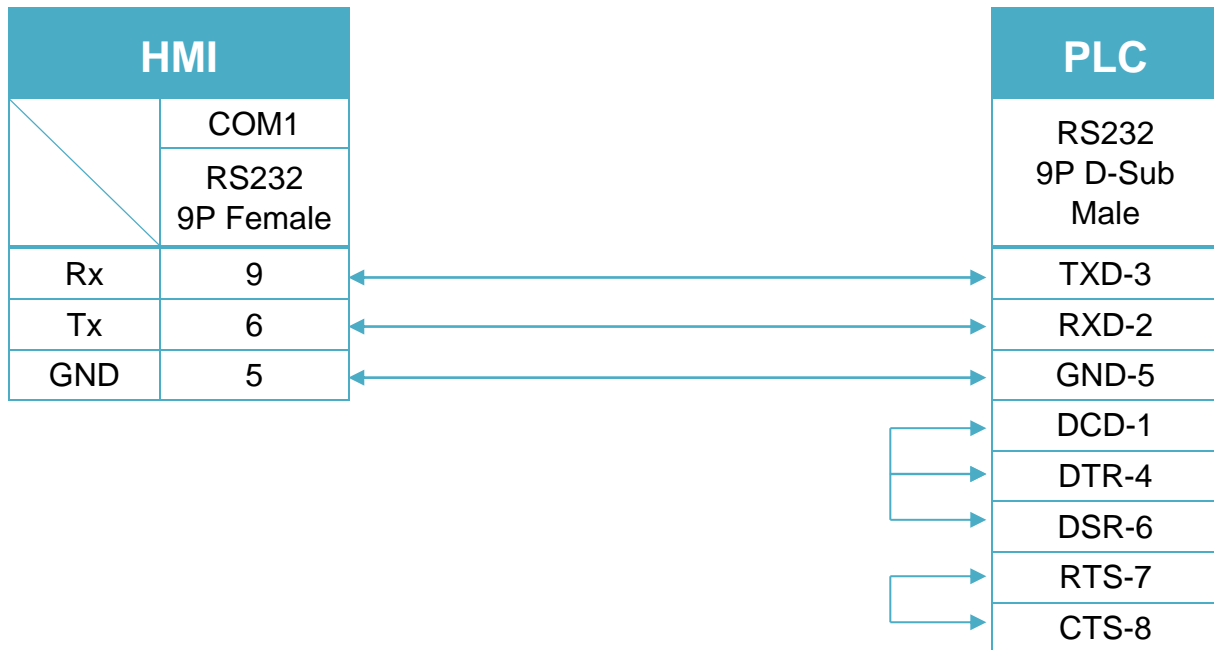 HMI
PLC
COM1
RS232
9P Female
RS232
9P D-Sub
Male
Rx 9 TXD-3
Tx 6 RXD-2
GND 5 GND-5
DCD-1
DTR-4
DSR-6
RTS-7
CTS-8